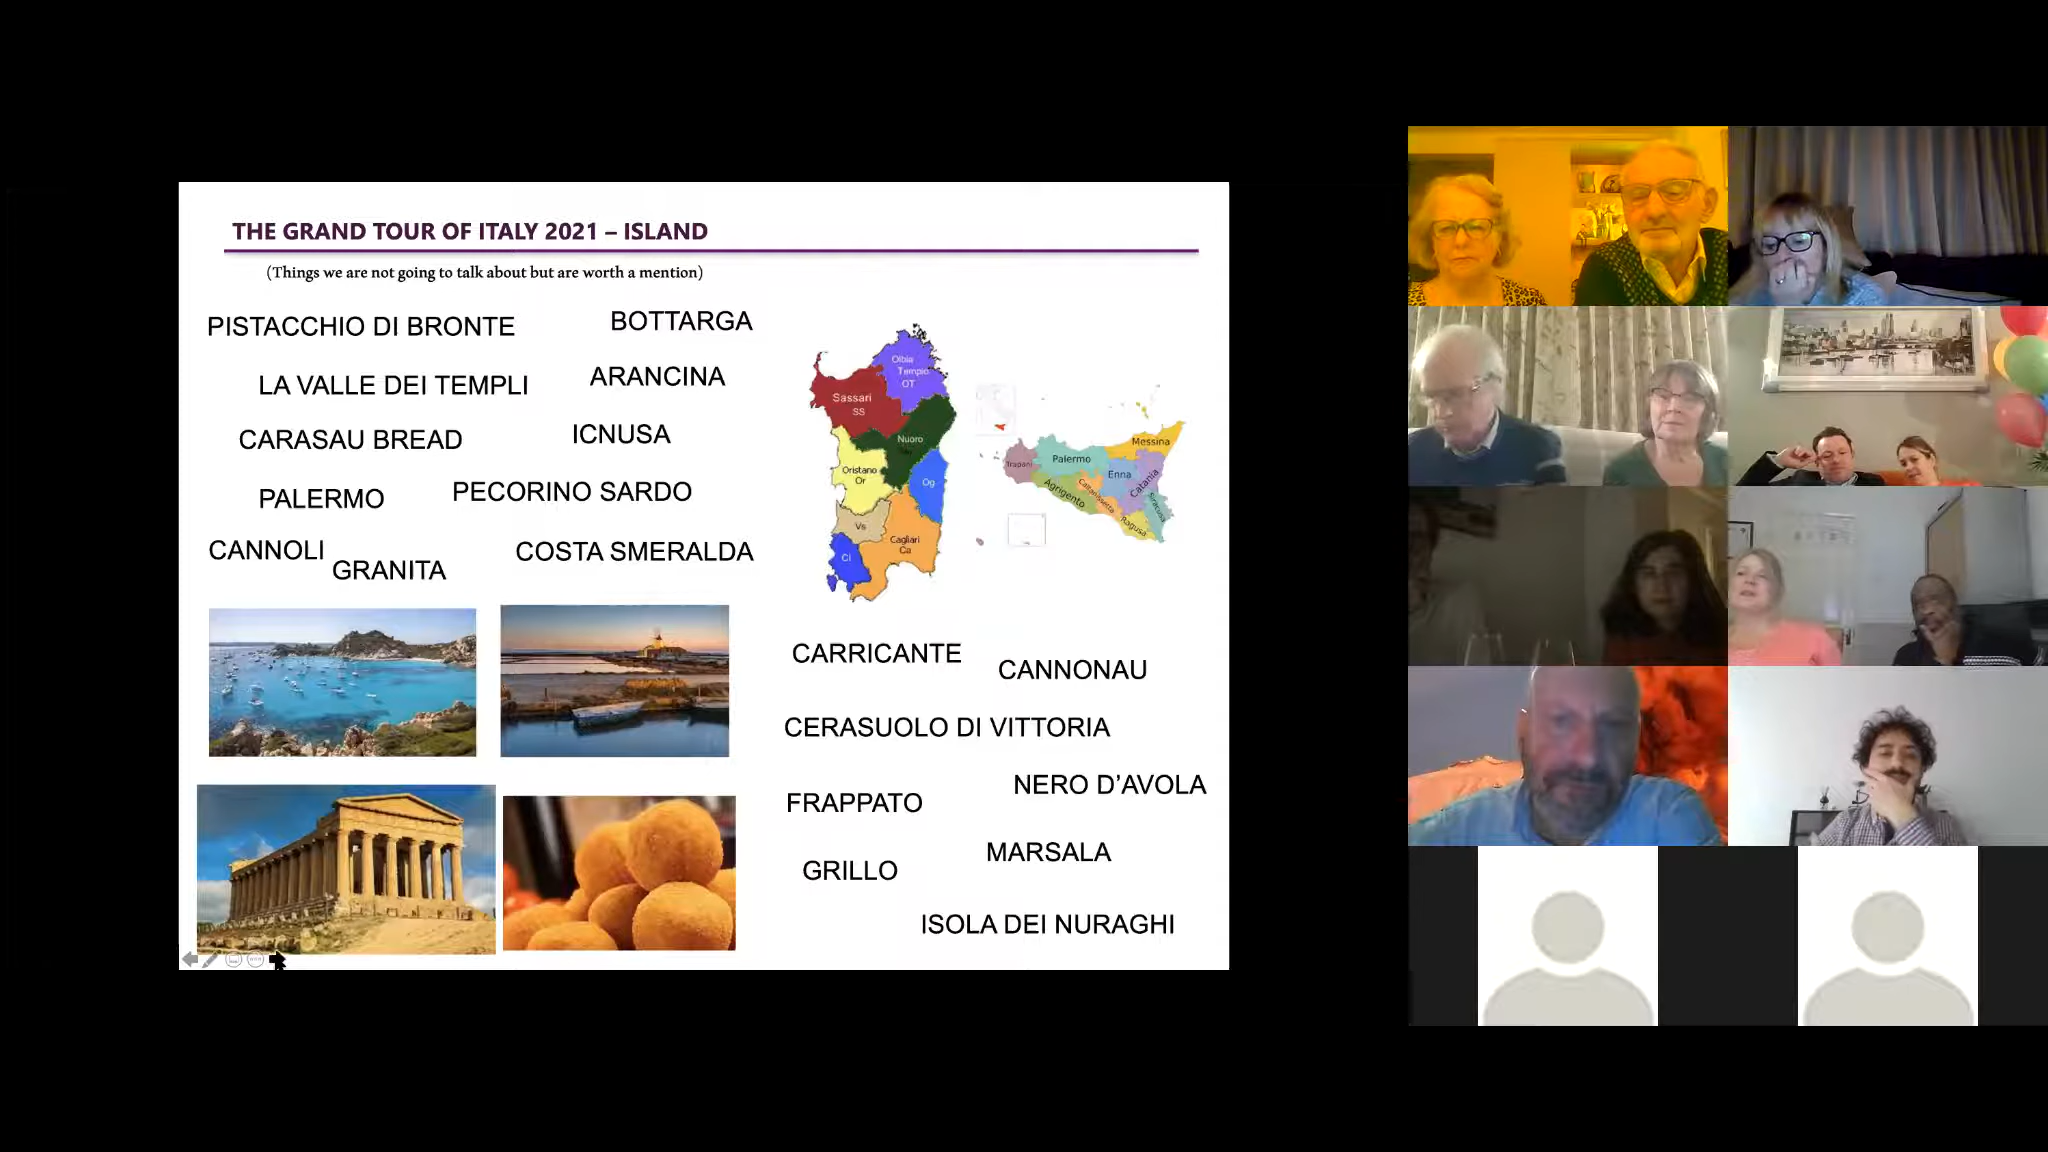 THE GRAND TOUR OF ITALY 2021 – ISLAND
(Things we are not going to talk about but are worth a mention)
PISTACCHIO DI BRONTE
BOTTARGA
LA VALLE DEI TEMPLI
ARANCINA
CARASAU BREAD
ICNUSA
PALERMO
PECORINO SARDO
CANNOLI
GRANITA
COSTA SMERALDA
Olbia
Tempio
OT
Sassari
SS
Nuoro
Oristano
Or
Og
Vs
Cagliari
Ca
CI
Messina
Trapani
Palermo
Enna
Catania
Agrigento
Caltanissetta
Siracusa
Ragusa
CARRICANTE
CANNONAU
CERASUOLO DI VITTORIA
NERO D'AVOLA
FRAPPATO
MARSALA
GRILLO
ISOLA DEI NURAGHI